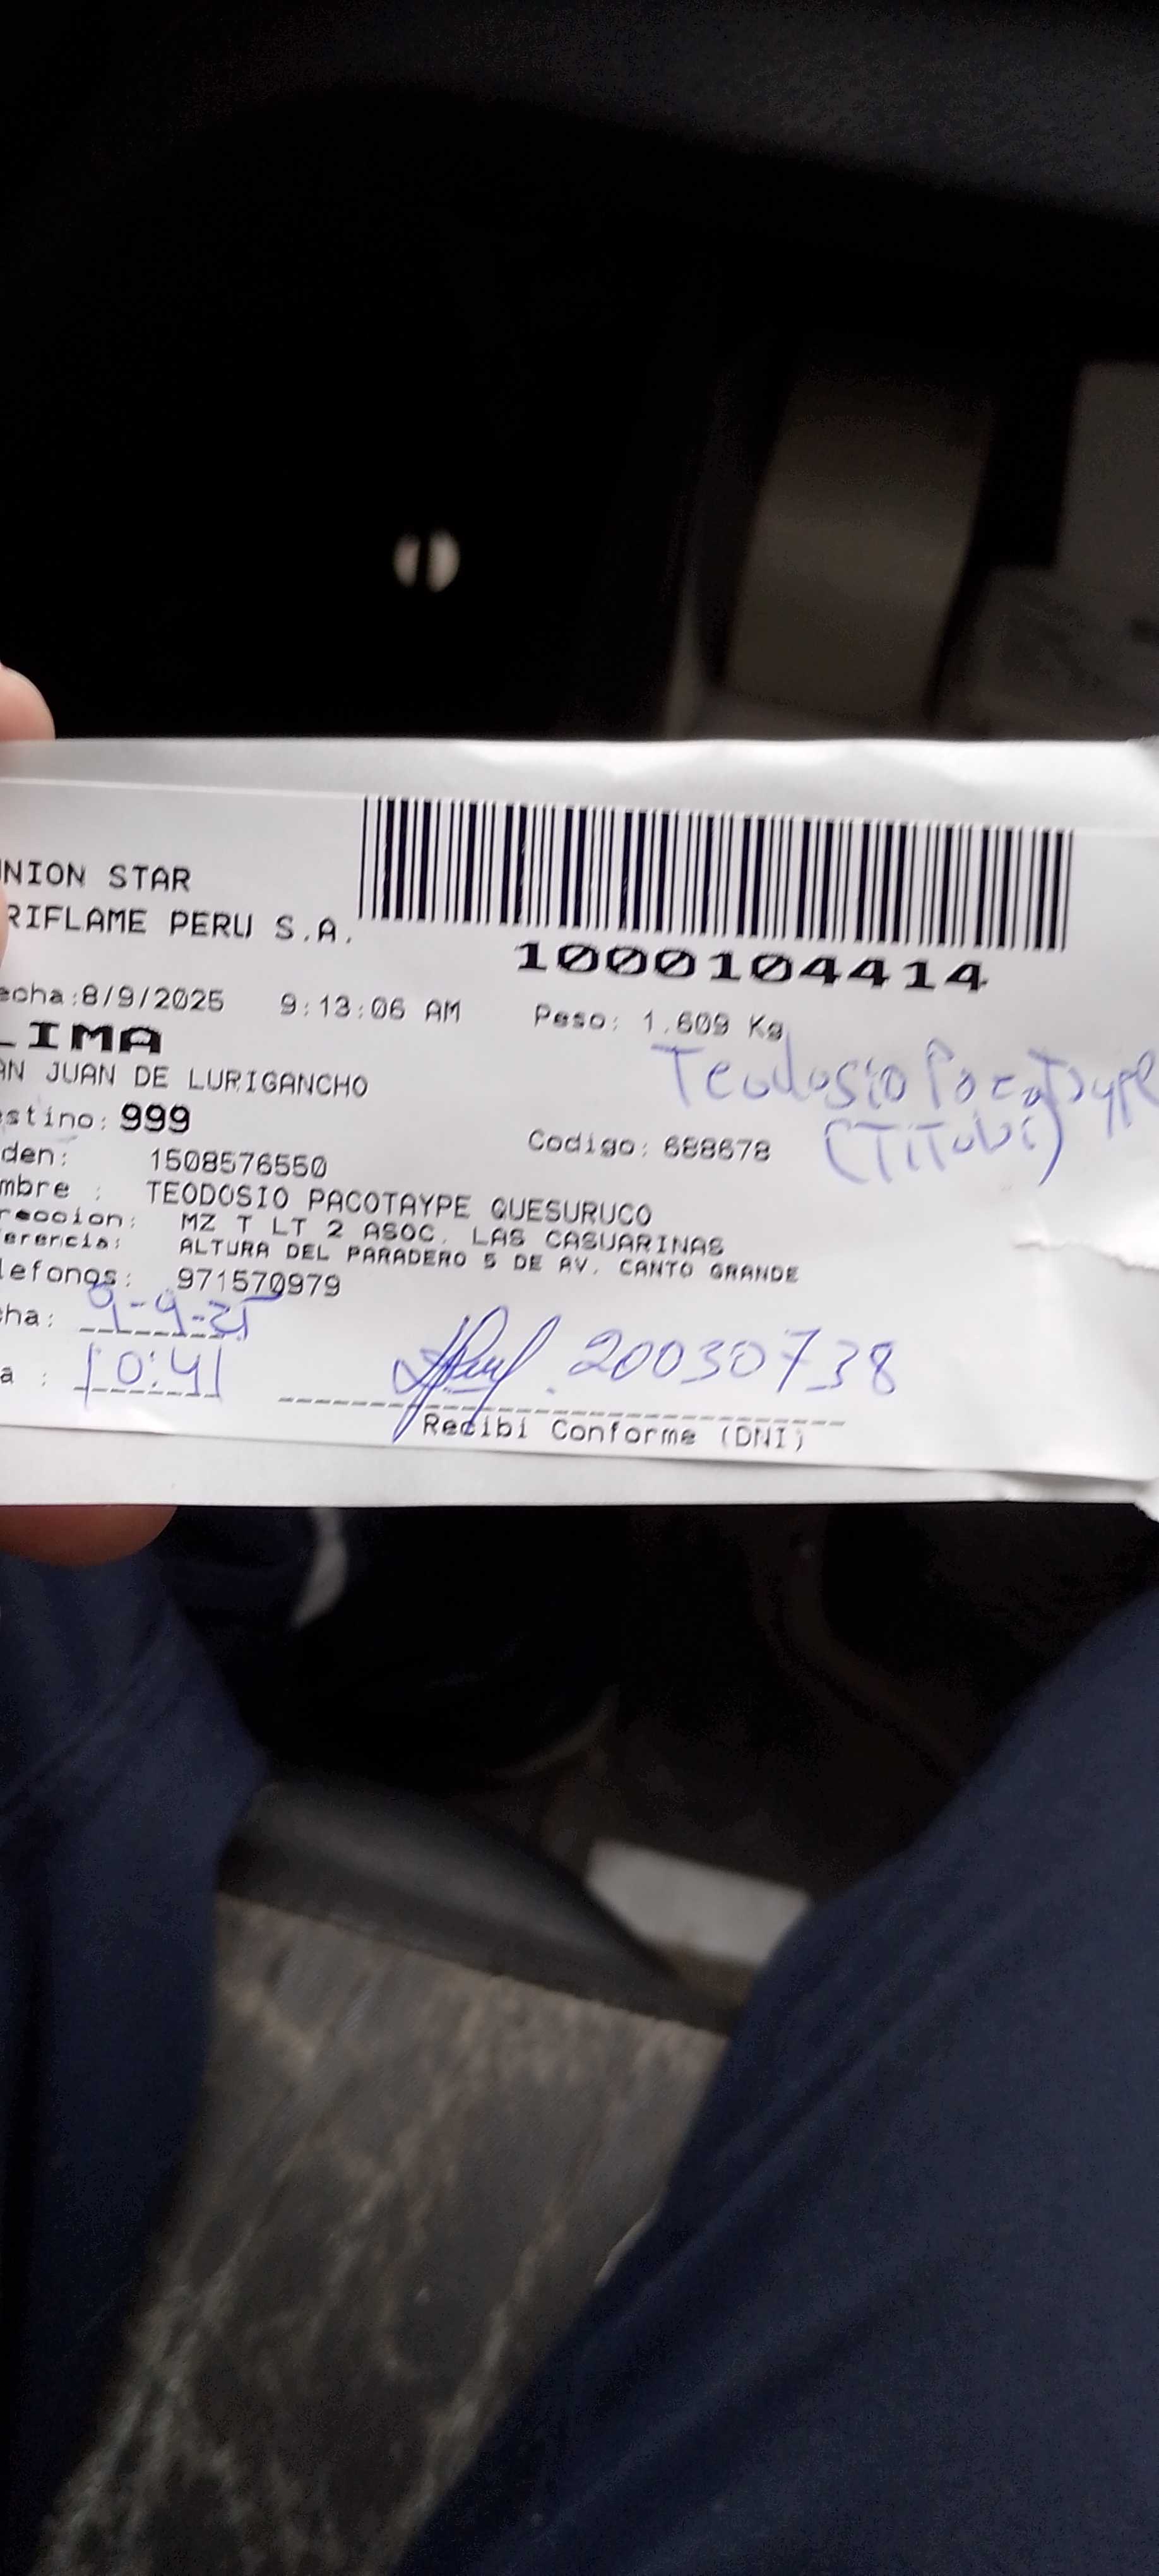 NION STAR
RIFLAME PERU S.A.
1000104414
echa:8/9/2025 9:13:06 AM Peso: 1.609 Kg
LIMA
AN JUAN DE LURIGANCHO
Teodosio Pacotaype
(Titular)
stino: 999
Codigo: 688678
den: 1508576550
mbre : TEODOSIO PACOTAYPE QUESURUCO
reccion: MZ T LT 2 ASOC. LAS CASUARINAS
erencia: ALTURA DEL PARADERO 5 DE AV. CANTO GRANDE
lefonos: 971570979
ha: 9-9-25
a : 10:41
20030738
Recibi Conforme (DNI)